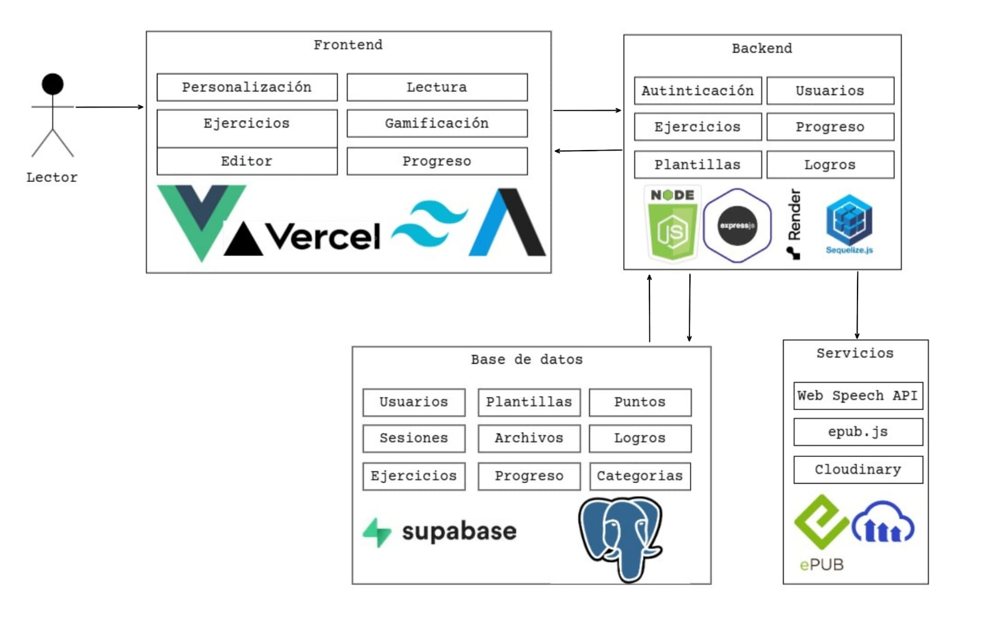 Lector
Frontend
Personalización
Lectura
Ejercicios
Gamificación
Editor
Progreso
Vercel
Backend
Autinticación
Usuarios
Ejercicios
Progreso
Plantillas
Logros
NODE
JS
expressjs
Render
Sequelize.js
Base de datos
Usuarios
Plantillas
Puntos
Sesiones
Archivos
Logros
Ejercicios
Progreso
Categorias
supabase
Servicios
Web Speech API
epub.js
Cloudinary
ePUB